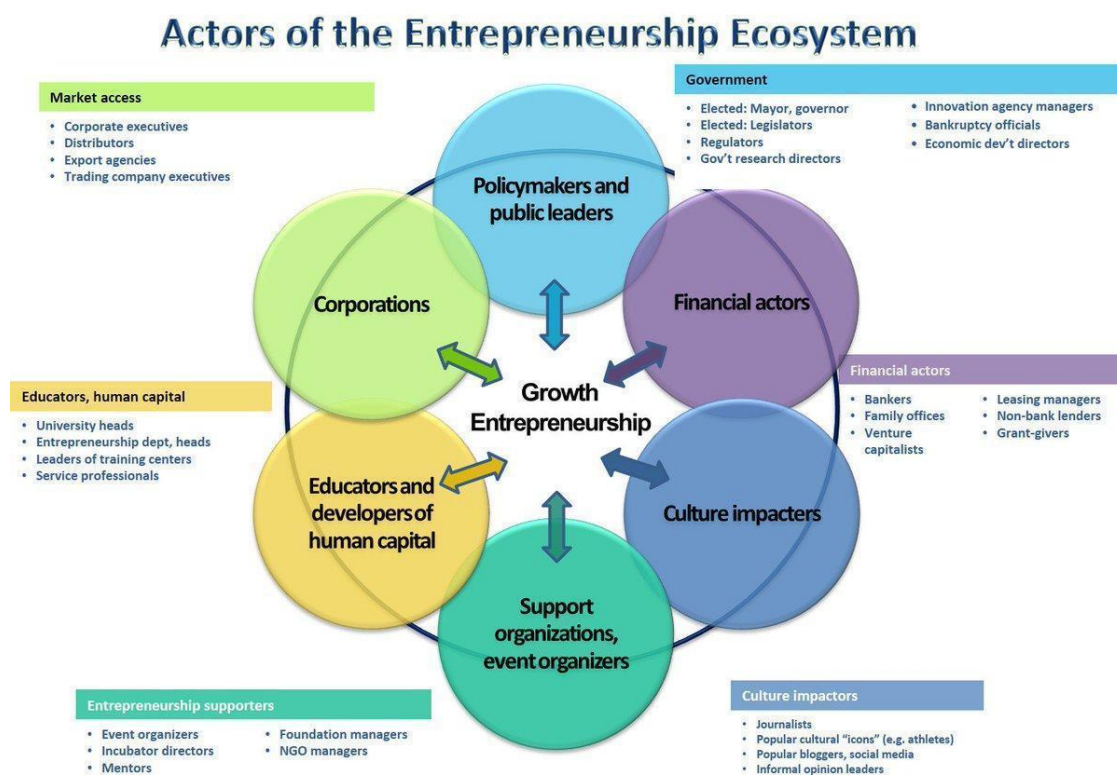 Actors of the Entrepreneurship Ecosystem
Market access
• Corporate executives
• Distributors
• Export agencies
• Trading company executives
Government
• Elected: Mayor, governor
• Elected: Legislators
• Regulators
• Gov't research directors
• Innovation agency managers
• Bankruptcy officials
• Economic dev't directors
Policymakers and
public leaders
Corporations
Financial actors
Growth
Entrepreneurship
Financial actors
• Bankers
• Family offices
• Venture
capitalists
• Leasing managers
• Non-bank lenders
• Grant-givers
Educators, human capital
• University heads
• Entrepreneurship dept, heads
• Leaders of training centers
• Service professionals
Educators and
developers of
human capital
Culture impacters
Support
organizations,
event organizers
Entrepreneurship supporters
• Event organizers
• Incubator directors
• Mentors
• Foundation managers
• NGO managers
Culture impactors
• Journalists
• Popular cultural "icons" (e.g. athletes)
• Popular bloggers, social media
• Informal opinion leaders